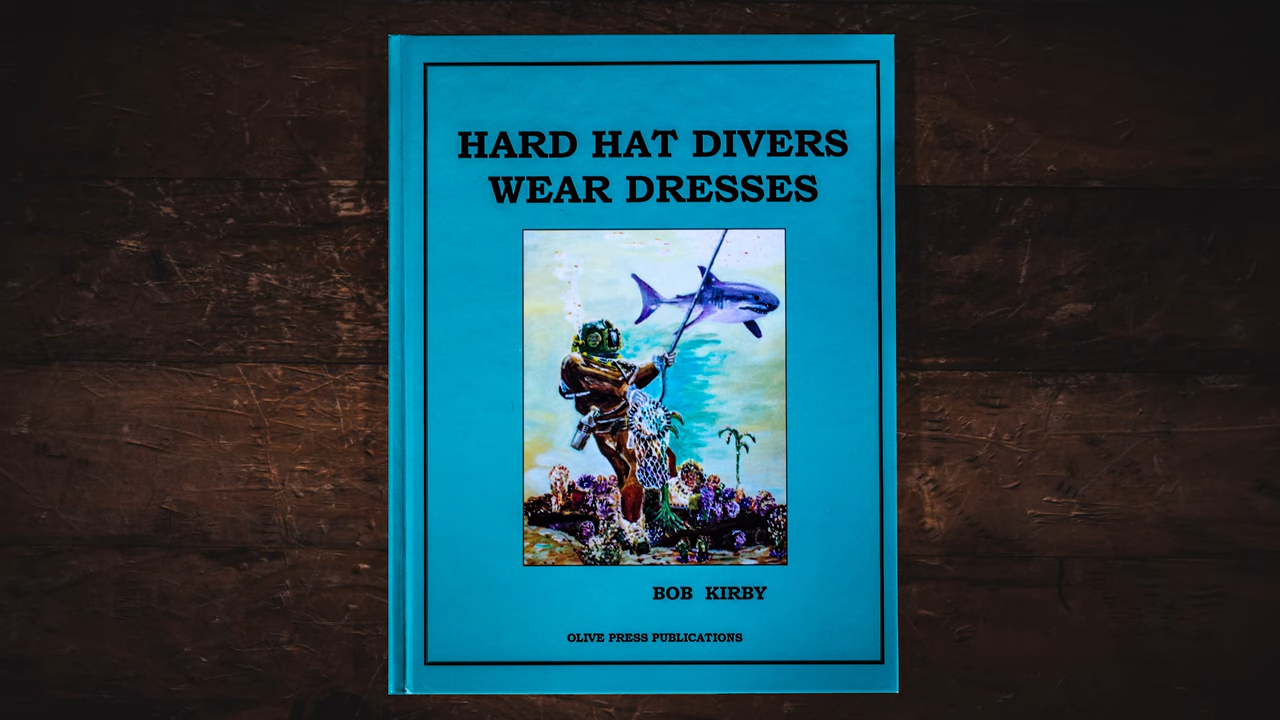 HARD HAT DIVERS
WEAR DRESSES
BOB KIRBY
OLIVE PRESS PUBLICATIONS